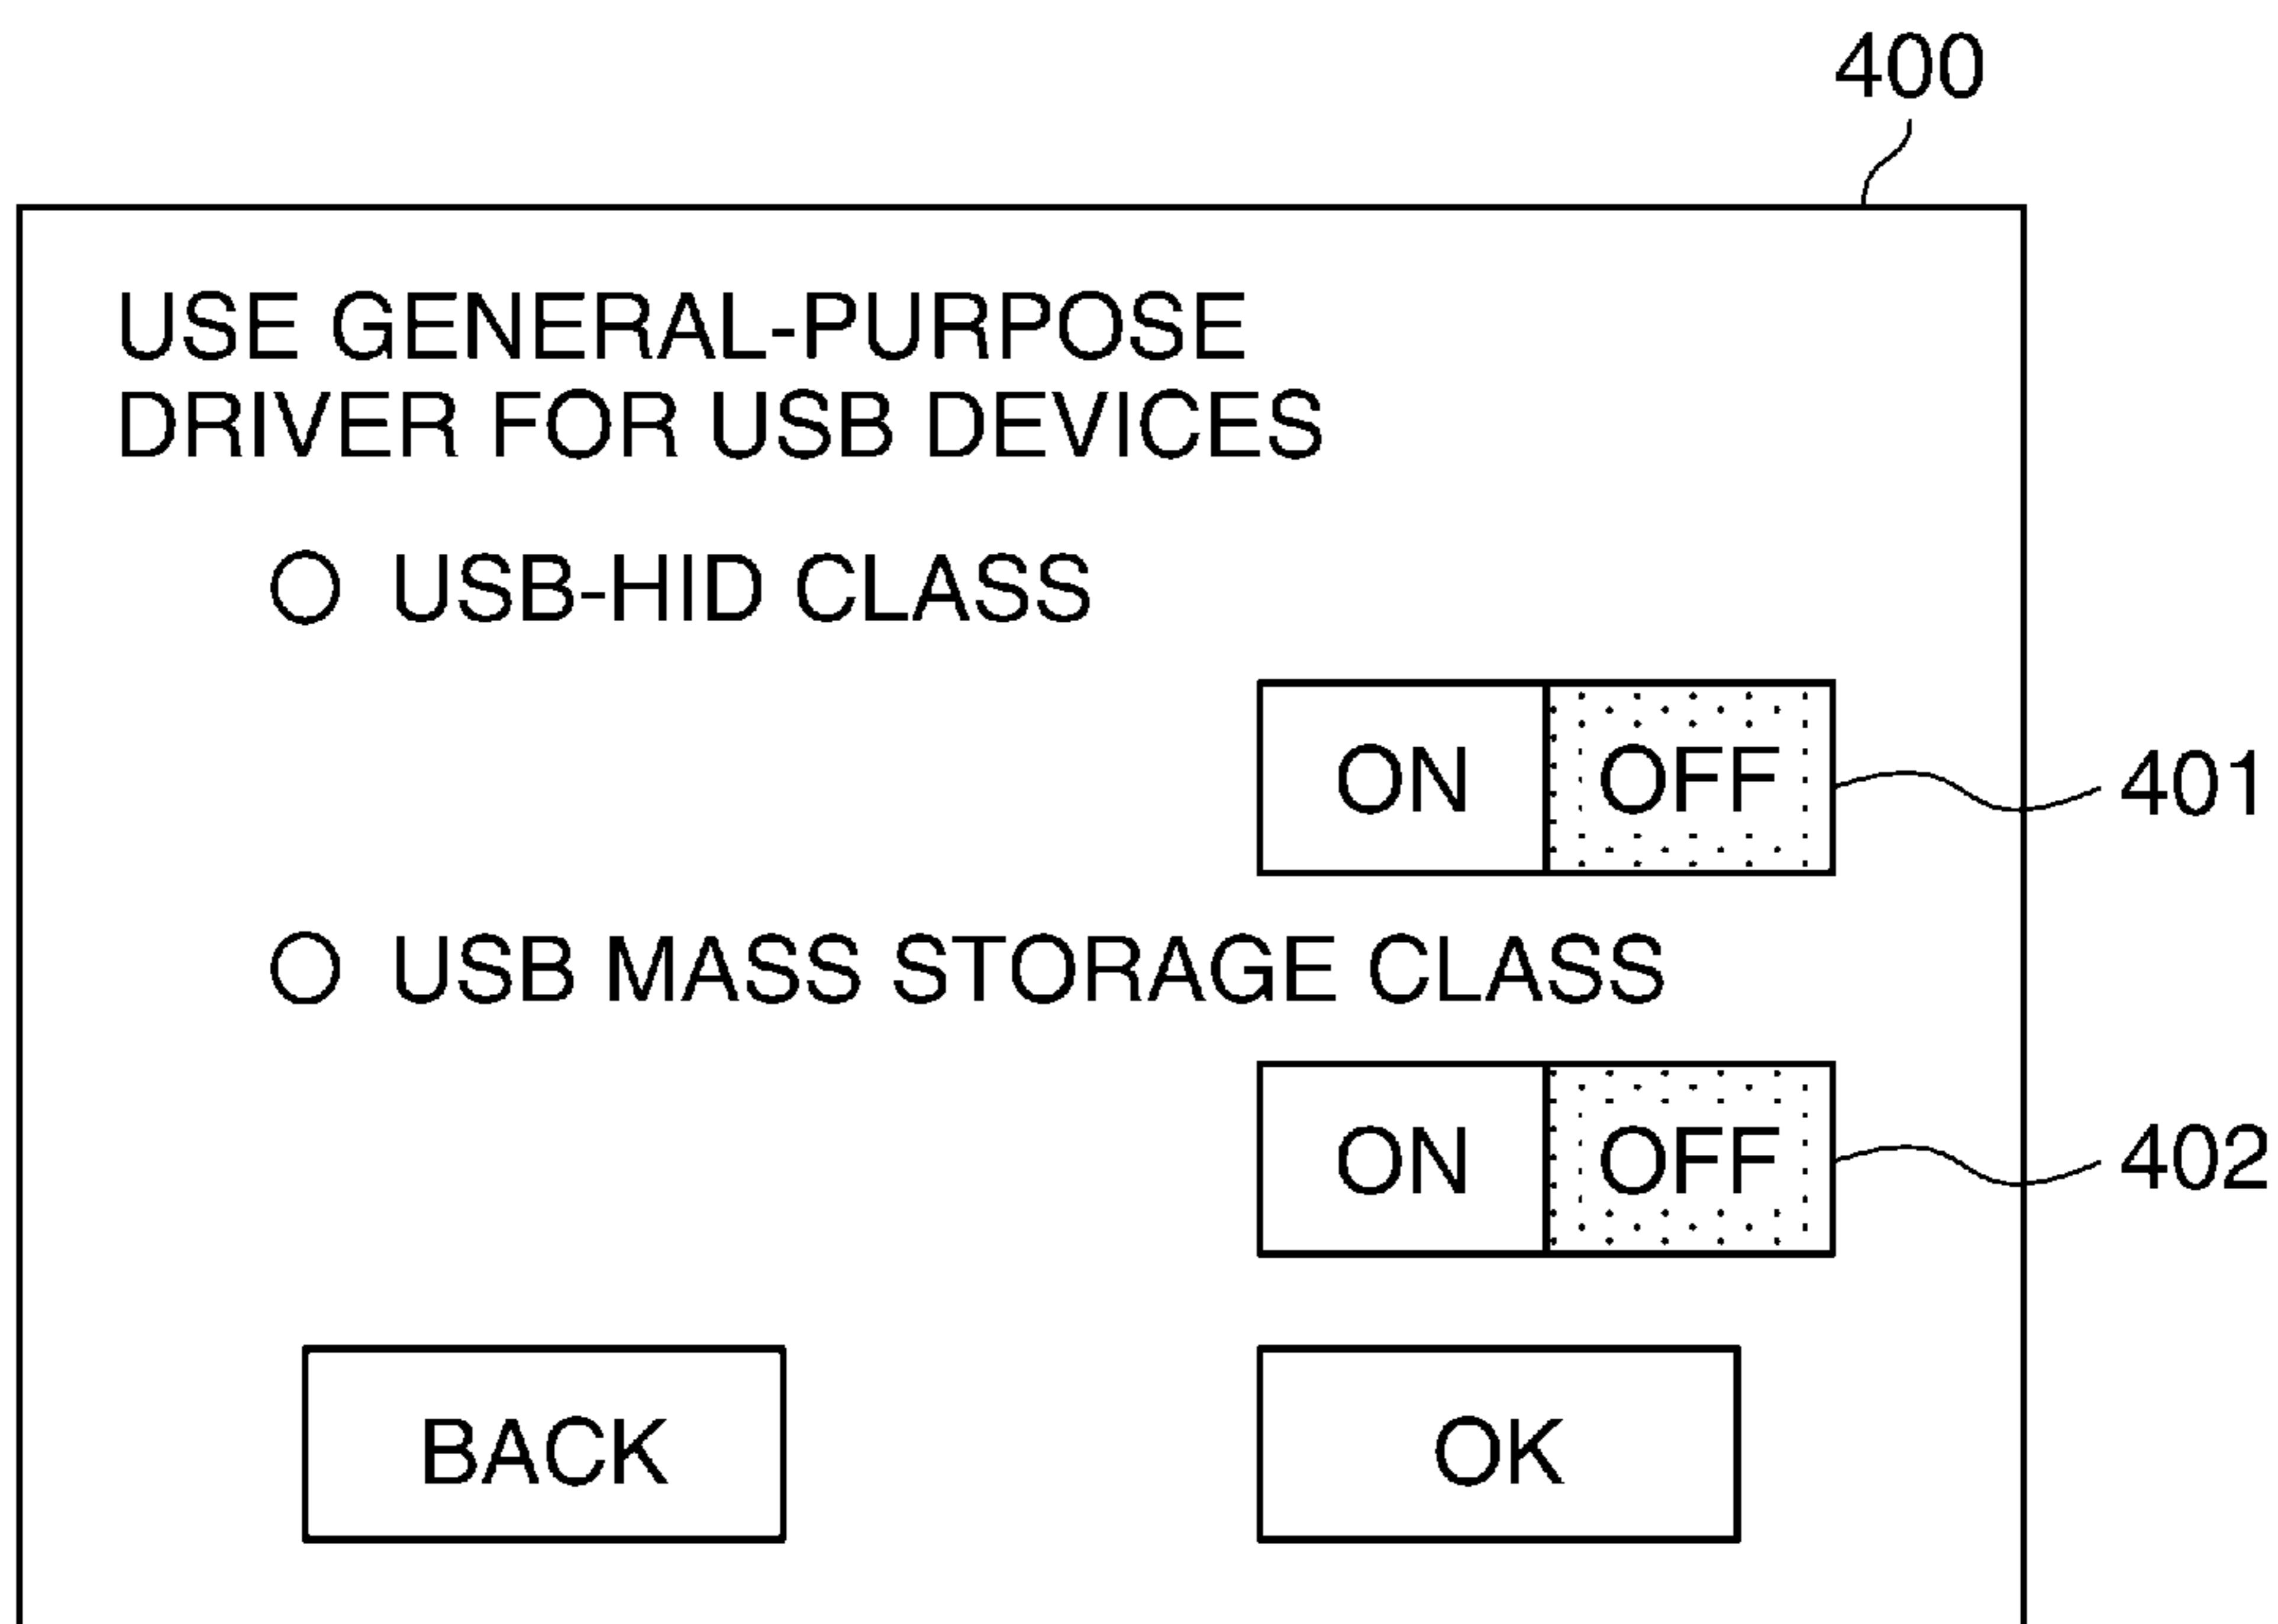 400
USE GENERAL-PURPOSE
DRIVER FOR USB DEVICES
○ USB-HID CLASS
ON OFF 401
○ USB MASS STORAGE CLASS
ON OFF 402
BACK OK